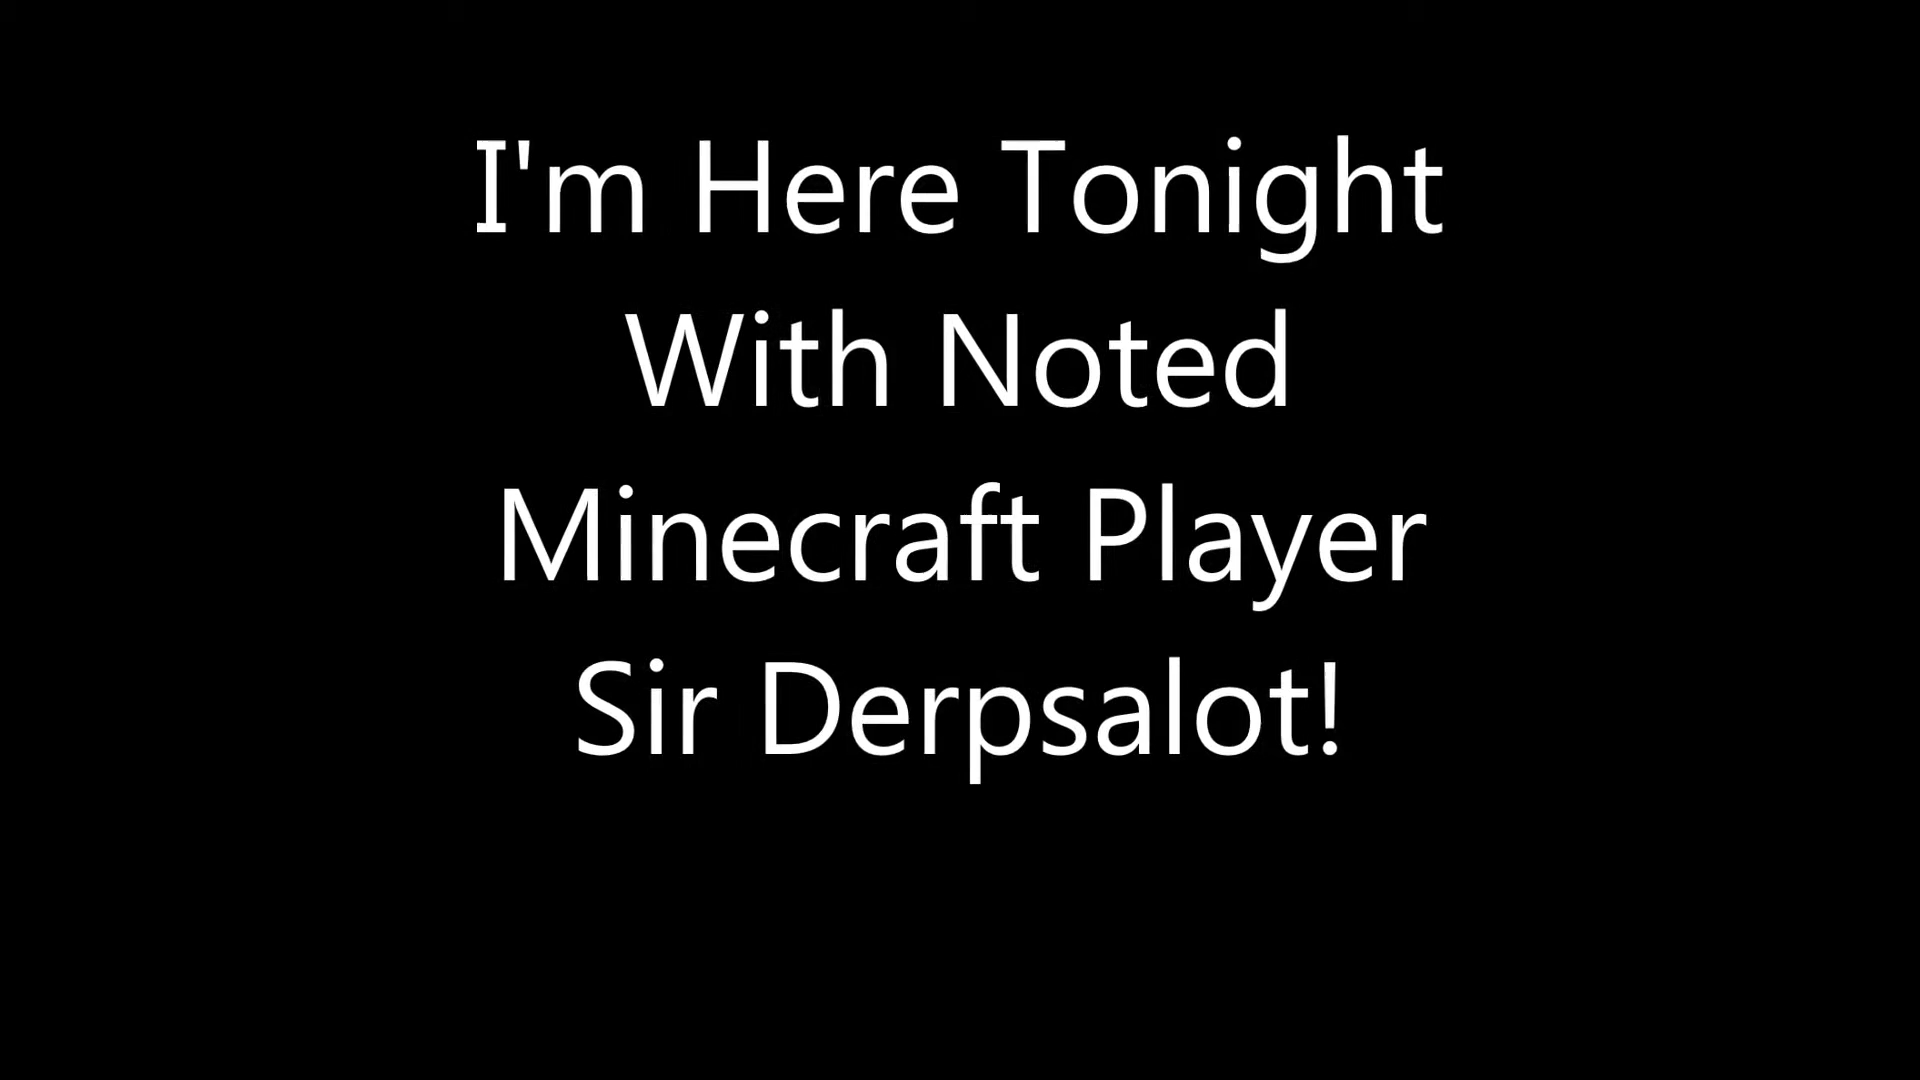 I'm Here Tonight
With Noted
Minecraft Player
Sir Derpsalot!